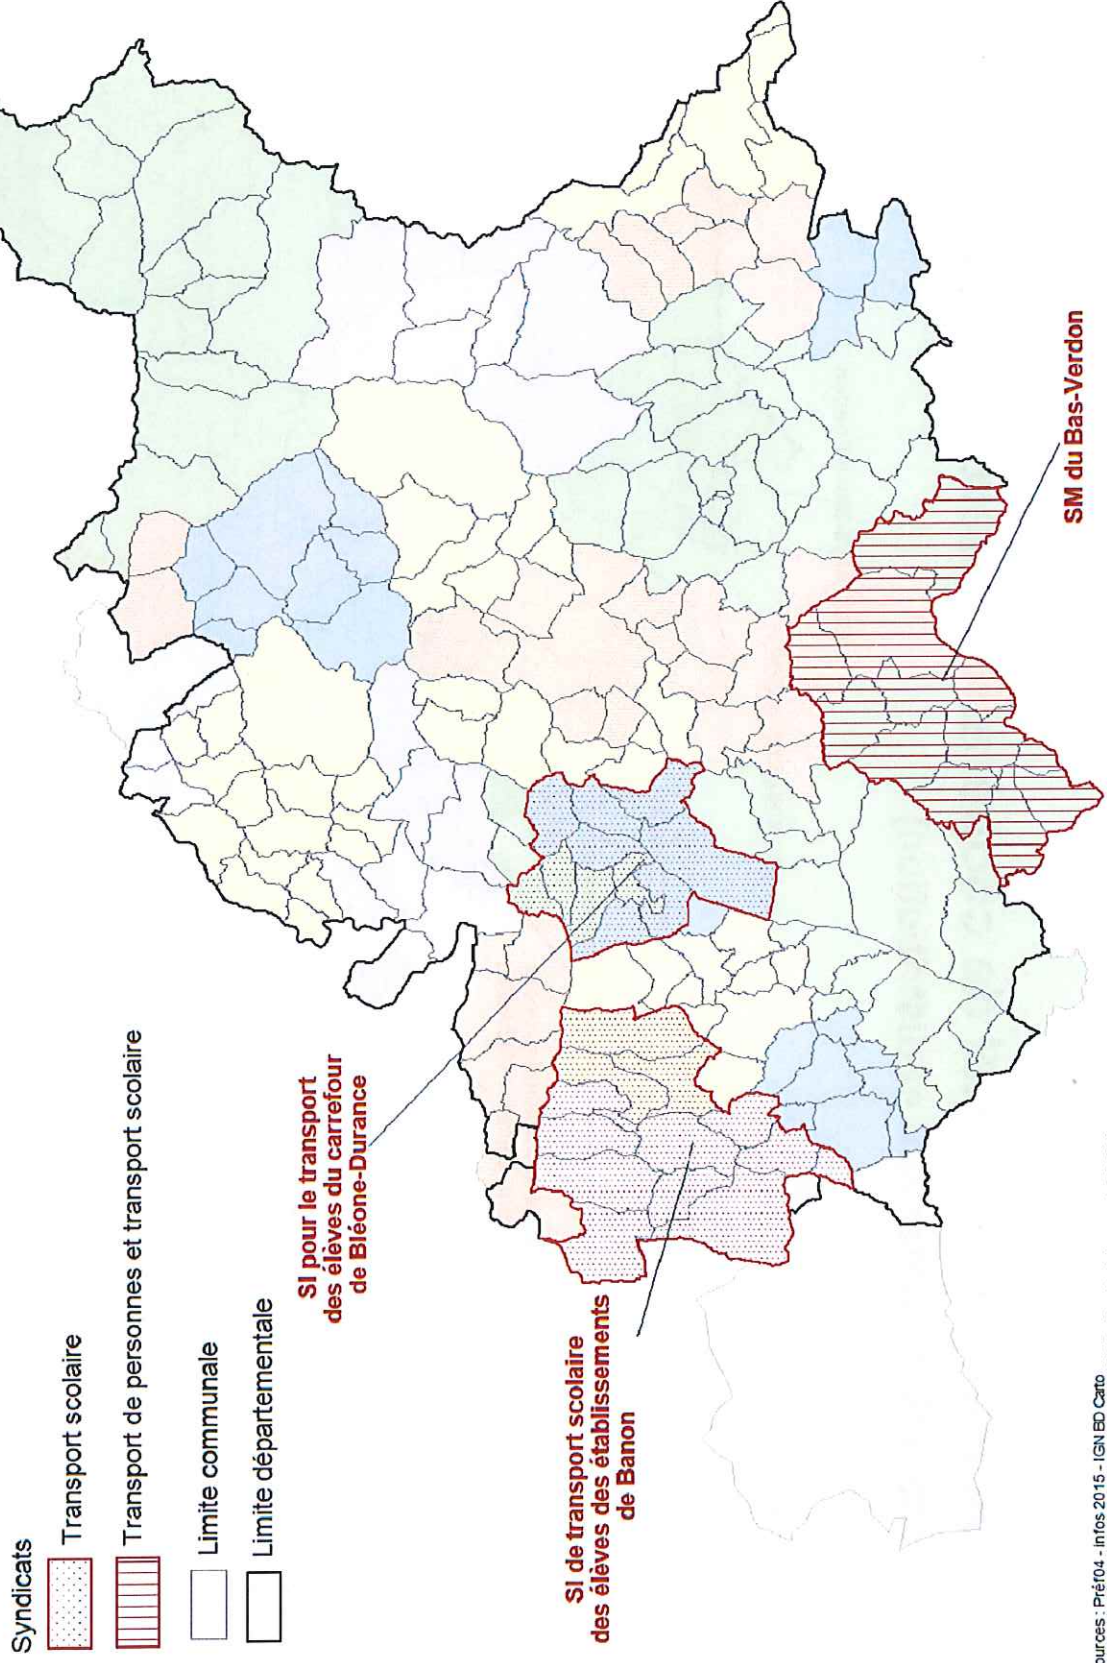 Syndicats
Transport scolaire
Transport de personnes et transport scolaire
Limite communale
Limite départementale
SI pour le transport
des élèves du carrefour
de Bléone-Durance
SI de transport scolaire
des élèves des établissements
de Banon
SM du Bas-Verdon
ources : Préf04 - Infos 2015 - IGN BD Carto